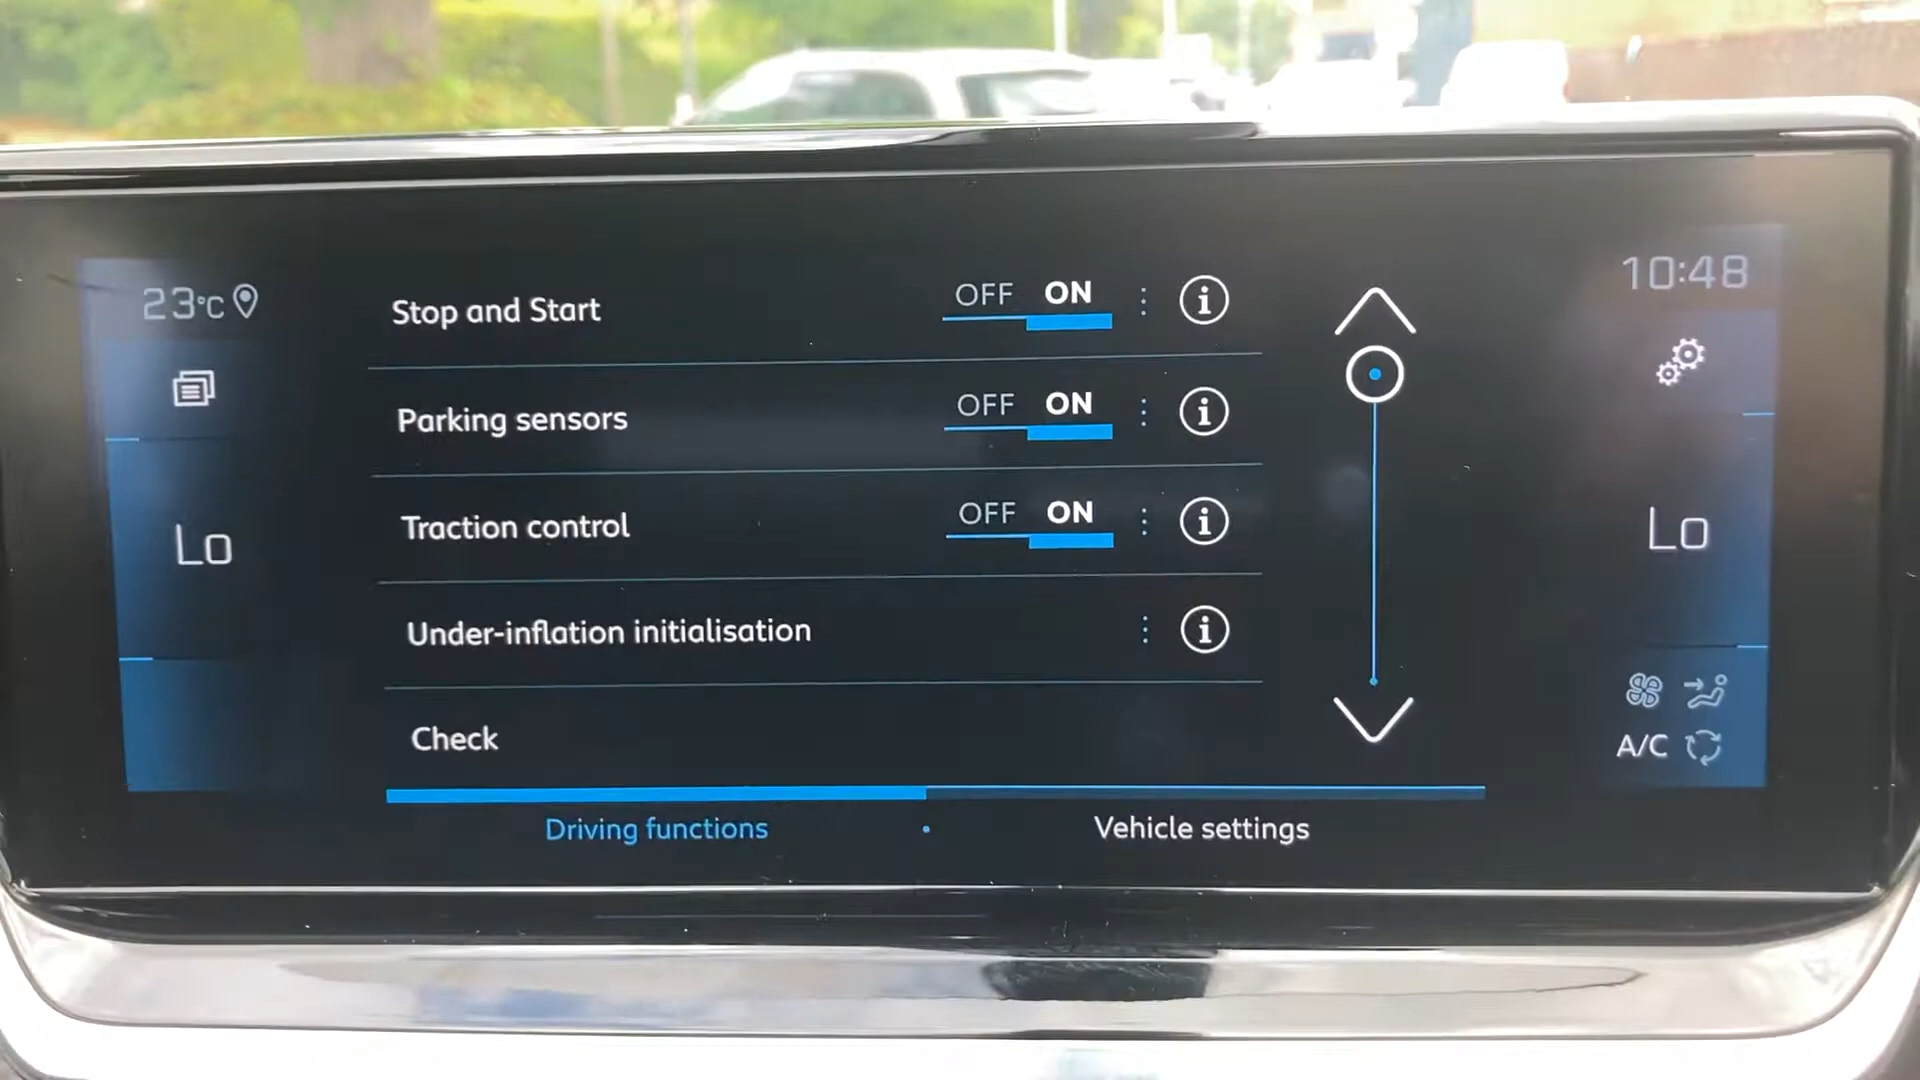 23°C
10:48
Stop and Start OFF ON
Parking sensors OFF ON
Traction control OFF ON
Under-inflation initialisation
Check
Lo
Lo
A/C
Driving functions
Vehicle settings